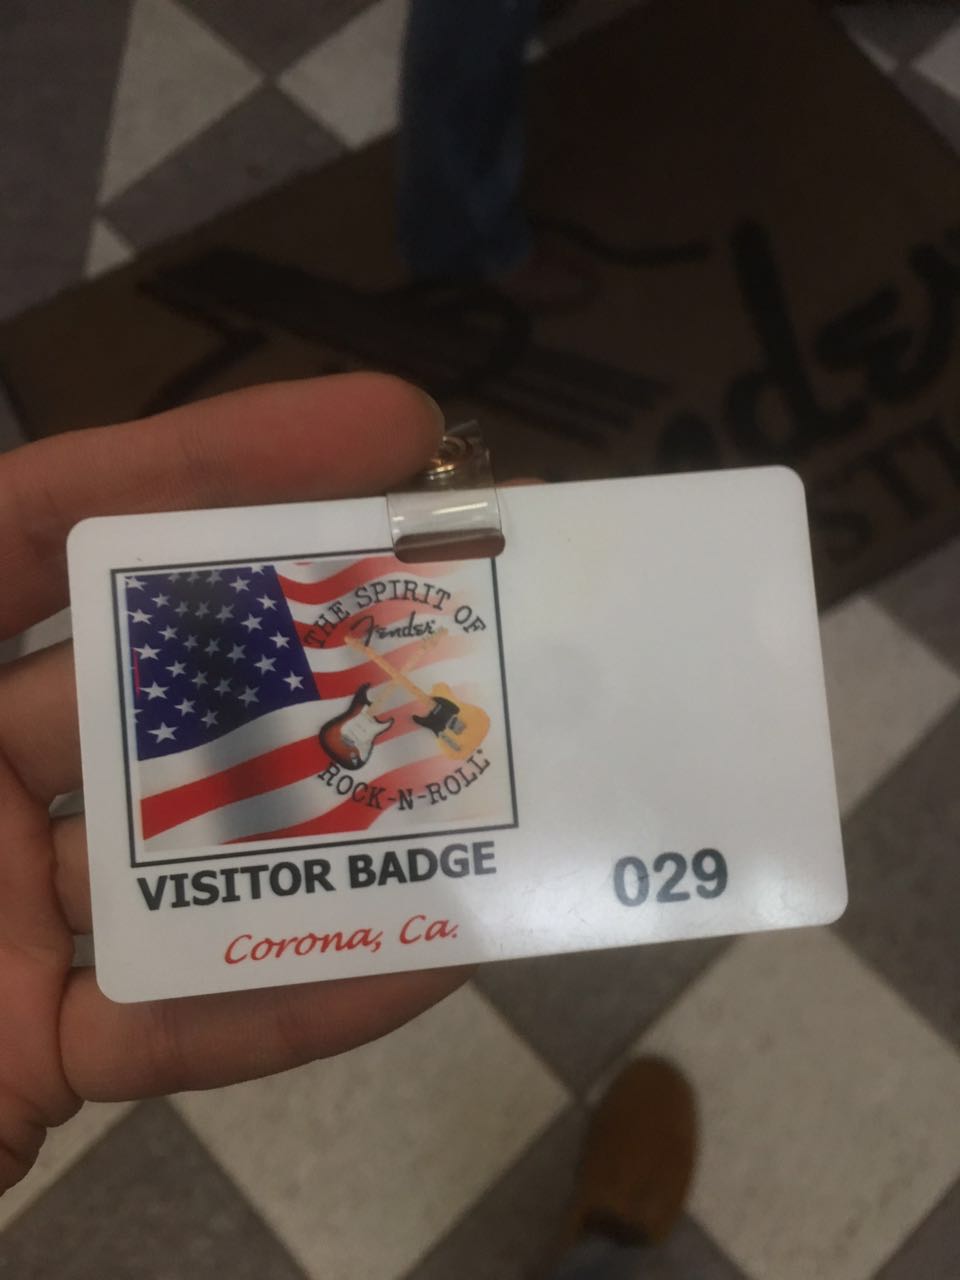 THE SPIRIT OF
Fender
ROCK-N-ROLL
VISITOR BADGE
029
Corona, Ca.